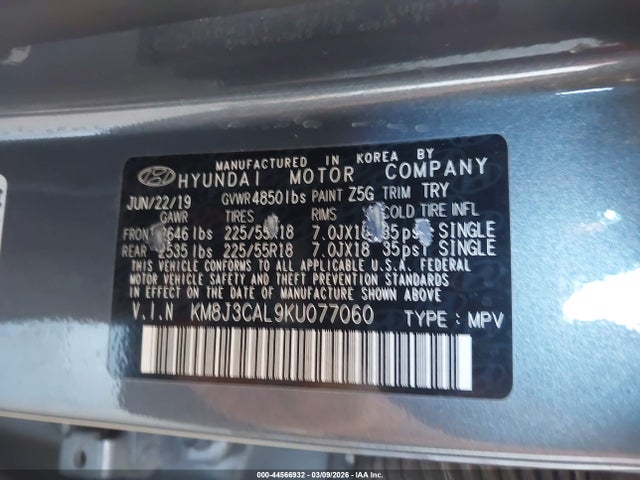 MANUFACTURED IN KOREA BY
HYUNDAI MOTOR COMPANY
JUN/22/19 GVWR 4850lbs PAINT Z5G TRIM TRY
GAWR TIRES RIMS COLD TIRE INFL
FRONT 2646 lbs 225/55R18 7.0JX18 35psi SINGLE
REAR 2535 lbs 225/55R18 7.0JX18 35psi SINGLE
THIS VEHICLE CONFORMS TO ALL APPLICABLE U.S.A. FEDERAL
MOTOR VEHICLE SAFETY AND THEFT PREVENTION STANDARDS
IN EFFECT ON THE DATE OF MANUFACTURE SHOWN ABOVE
V.I.N KM8J3CAL9KU077060 TYPE: MPV
000-44566932 - 03/09/2026 - IAA Inc.